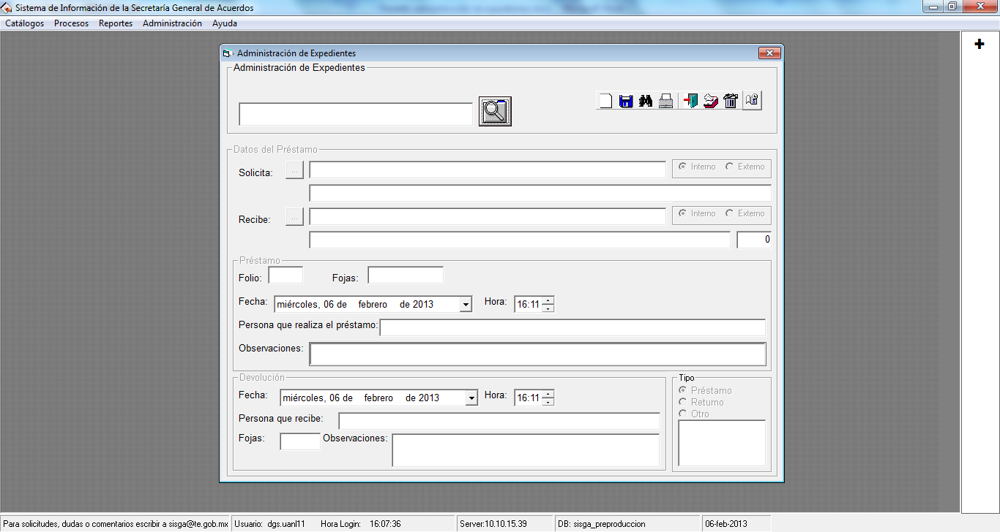 Sistema de Información de la Secretaría General de Acuerdos
Catálogos Procesos Reportes Administración Ayuda
Administración de Expedientes
Administración de Expedientes
Datos del Préstamo
Solicita: ... Interno Externo
Recibe: ... Interno Externo
0
Préstamo
Folio: Fojas:
Fecha: miércoles, 06 de febrero de 2013 Hora: 16:11
Persona que realiza el préstamo:
Observaciones:
Devolución
Fecha: miércoles, 06 de febrero de 2013 Hora: 16:11
Persona que recibe:
Fojas: Observaciones:
Tipo
Préstamo
Returno
Otro
Para solicitudes, dudas o comentarios escribir a sisga@te.gob.mx Usuario: dgs.uanl11 Hora Login: 16:07:36 Server:10.10.15.39 DB: sisga_preproduccion 06-feb-2013